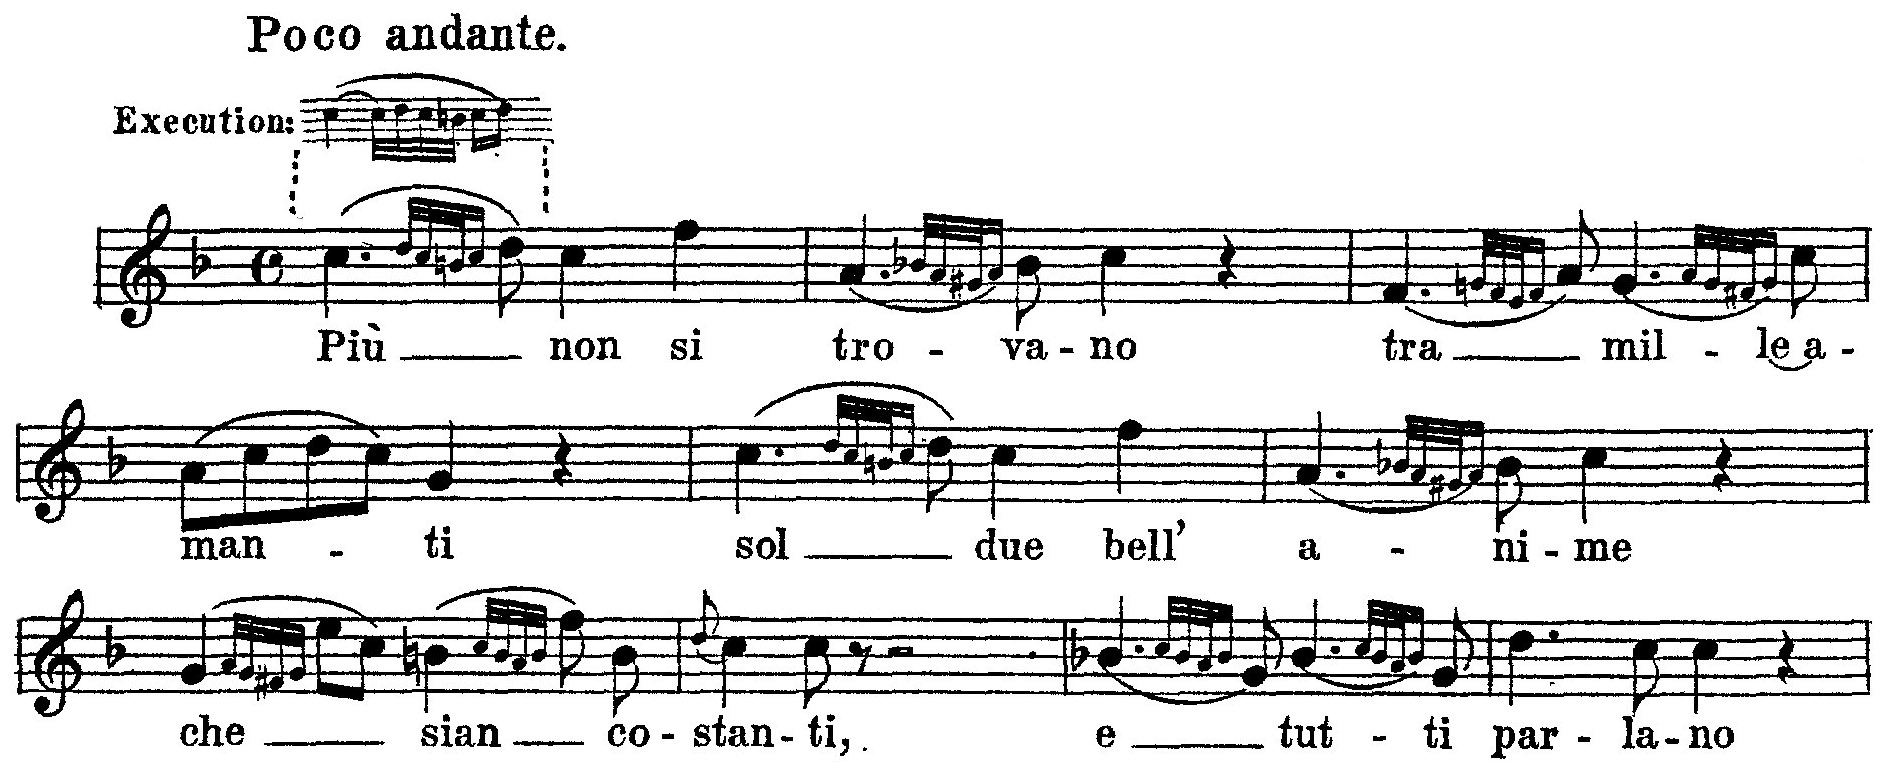 Poco andante.
Execution:
Più ___ non si tro - va - no tra ___ mil - le a -
man - ti sol ___ due bell' a - ni - me
che ___ sian ___ co - stan - ti, e ___ tut - ti par - la - no